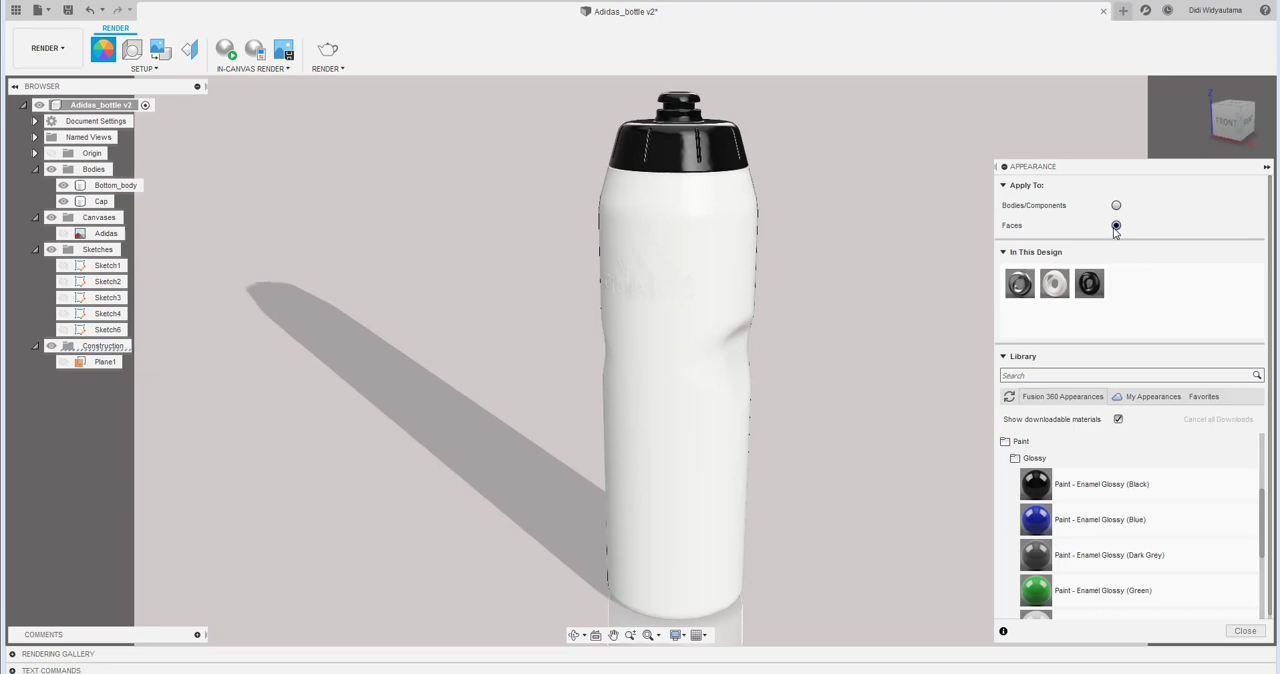 Adidas_bottle v2*
Didi Widyautama
RENDER
RENDER
SETUP
IN-CANVAS RENDER
RENDER
BROWSER
Adidas_bottle v2
Document Settings
Named Views
Origin
Bodies
Bottom_body
Cap
Canvases
Adidas
Sketches
Sketch1
Sketch2
Sketch3
Sketch4
Sketch6
Construction
Plane1
Z
FRONT
APPEARANCE
Apply To:
Bodies/Components
Faces
In This Design
Library
Search
Fusion 360 Appearances
My Appearances
Favorites
Show downloadable materials
Cancel all Downloads
Paint
Glossy
Paint - Enamel Glossy (Black)
Paint - Enamel Glossy (Blue)
Paint - Enamel Glossy (Dark Grey)
Paint - Enamel Glossy (Green)
Close
COMMENTS
RENDERING GALLERY
TEXT COMMANDS